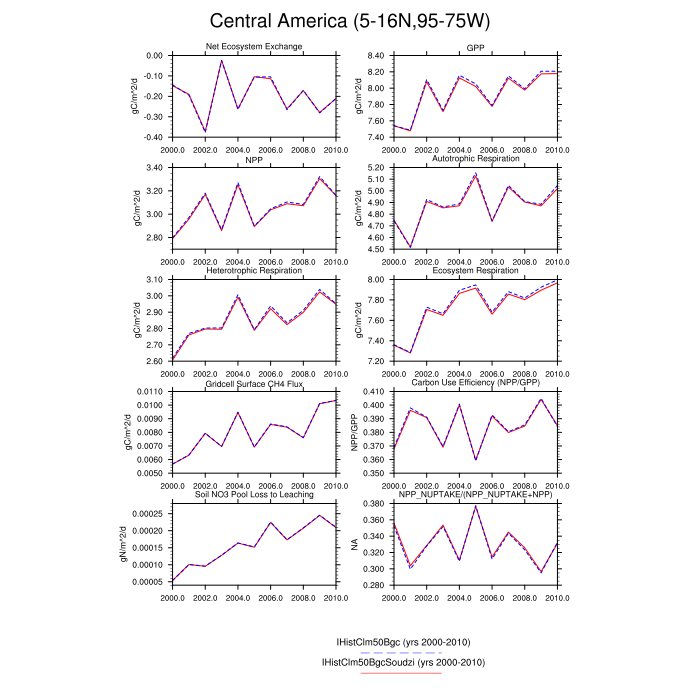 Central America (5-16N,95-75W)
Net Ecosystem Exchange
GPP
0.00
-0.10
-0.20
-0.30
-0.40
gC/m^2/d
2000.0 2002.0 2004.0 2006.0 2008.0 2010.0
8.40
8.20
8.00
7.80
7.60
7.40
gC/m^2/d
2000.0 2002.0 2004.0 2006.0 2008.0 2010.0
NPP
Autotrophic Respiration
3.40
3.20
3.00
2.80
gC/m^2/d
2000.0 2002.0 2004.0 2006.0 2008.0 2010.0
5.20
5.10
5.00
4.90
4.80
4.70
4.60
4.50
gC/m^2/d
2000.0 2002.0 2004.0 2006.0 2008.0 2010.0
Heterotrophic Respiration
Ecosystem Respiration
3.10
3.00
2.90
2.80
2.70
2.60
gC/m^2/d
2000.0 2002.0 2004.0 2006.0 2008.0 2010.0
8.00
7.80
7.60
7.40
7.20
gC/m^2/d
2000.0 2002.0 2004.0 2006.0 2008.0 2010.0
Gridcell Surface CH4 Flux
Carbon Use Efficiency (NPP/GPP)
0.0110
0.0100
0.0090
0.0080
0.0070
0.0060
0.0050
gC/m^2/d
2000.0 2002.0 2004.0 2006.0 2008.0 2010.0
0.410
0.400
0.390
0.380
0.370
0.360
0.350
NPP/GPP
2000.0 2002.0 2004.0 2006.0 2008.0 2010.0
Soil NO3 Pool Loss to Leaching
NPP_NUPTAKE/(NPP_NUPTAKE+NPP)
0.00025
0.00020
0.00015
0.00010
0.00005
gN/m^2/d
2000.0 2002.0 2004.0 2006.0 2008.0 2010.0
0.380
0.360
0.340
0.320
0.300
0.280
NA
2000.0 2002.0 2004.0 2006.0 2008.0 2010.0
IHistClm50Bgc (yrs 2000-2010)
IHistClm50BgcSoudzi (yrs 2000-2010)